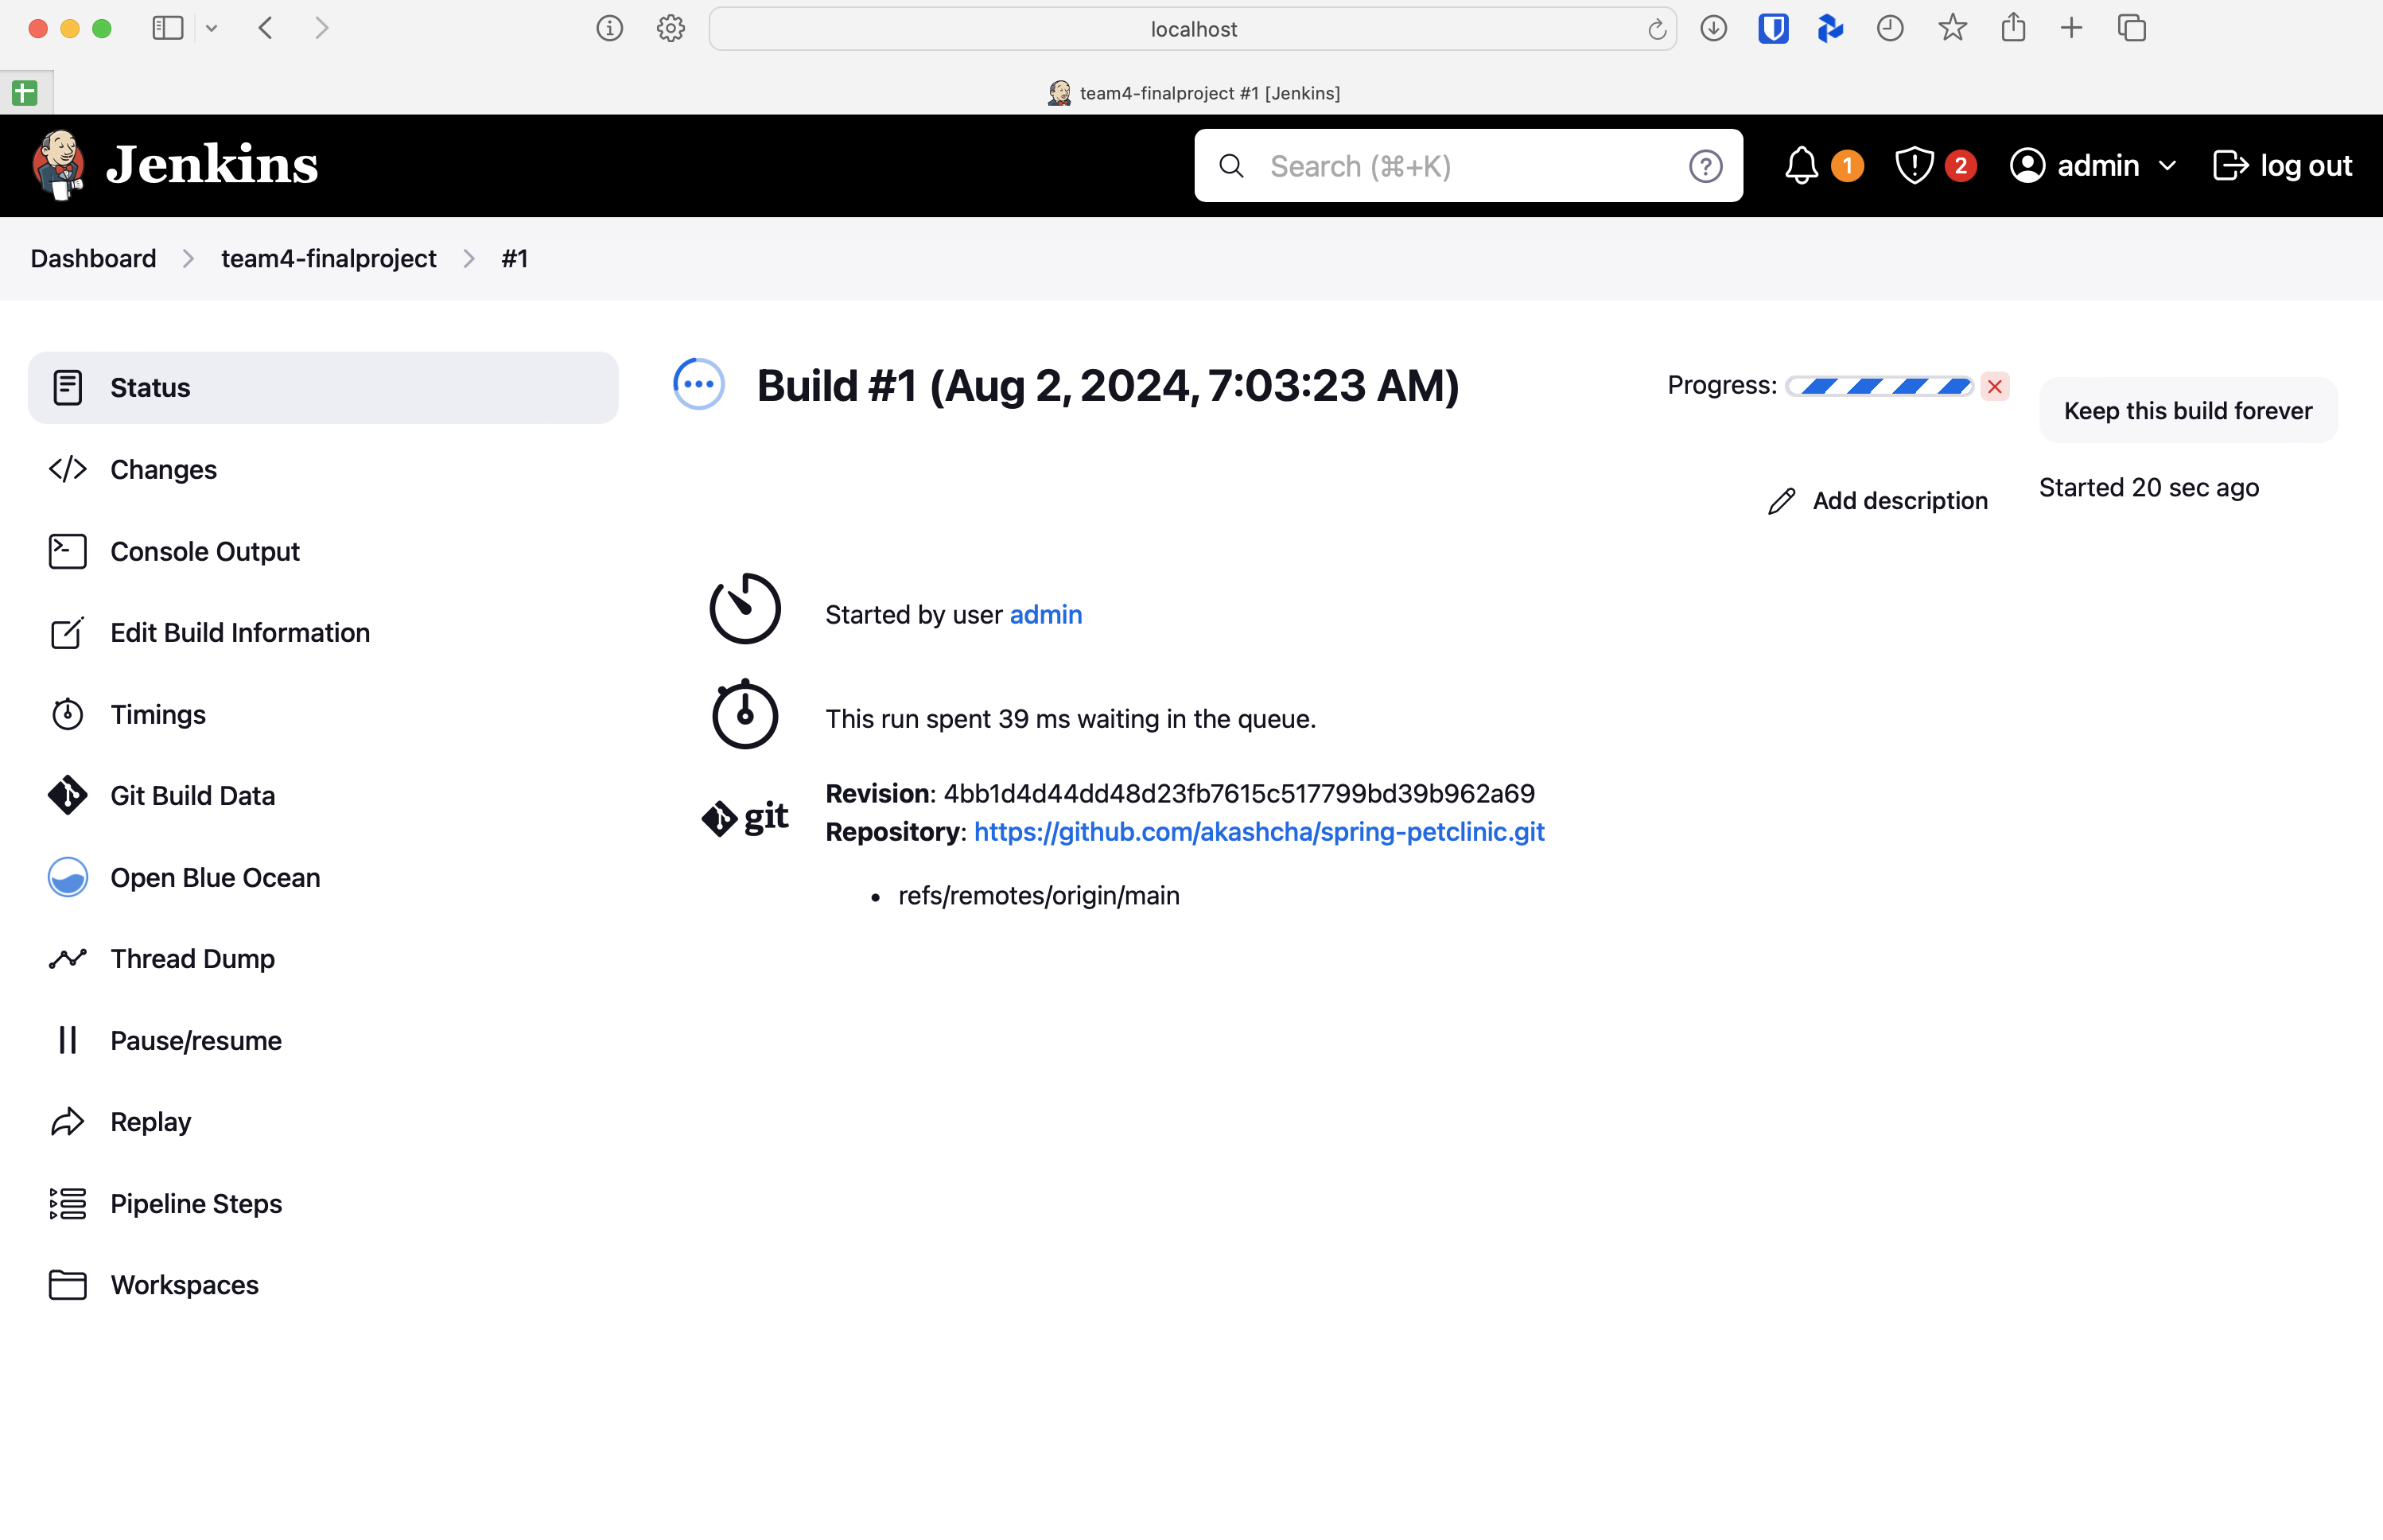 localhost
team4-finalproject #1 [Jenkins]
Jenkins
Search (⌘+K)
1
2
admin
log out
Dashboard
team4-finalproject
#1
Status
Changes
Console Output
Edit Build Information
Timings
Git Build Data
Open Blue Ocean
Thread Dump
Pause/resume
Replay
Pipeline Steps
Workspaces
Build #1 (Aug 2, 2024, 7:03:23 AM)
Progress:
Keep this build forever
Add description
Started 20 sec ago
Started by user admin
This run spent 39 ms waiting in the queue.
git
Revision: 4bb1d4d44dd48d23fb7615c517799bd39b962a69
Repository: https://github.com/akashcha/spring-petclinic.git
• refs/remotes/origin/main